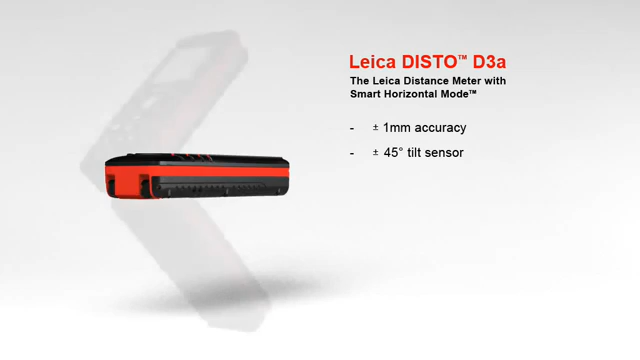 Leica DISTO™ D3a
The Leica Distance Meter with
Smart Horizontal Mode™
- ± 1mm accuracy
- ± 45° tilt sensor